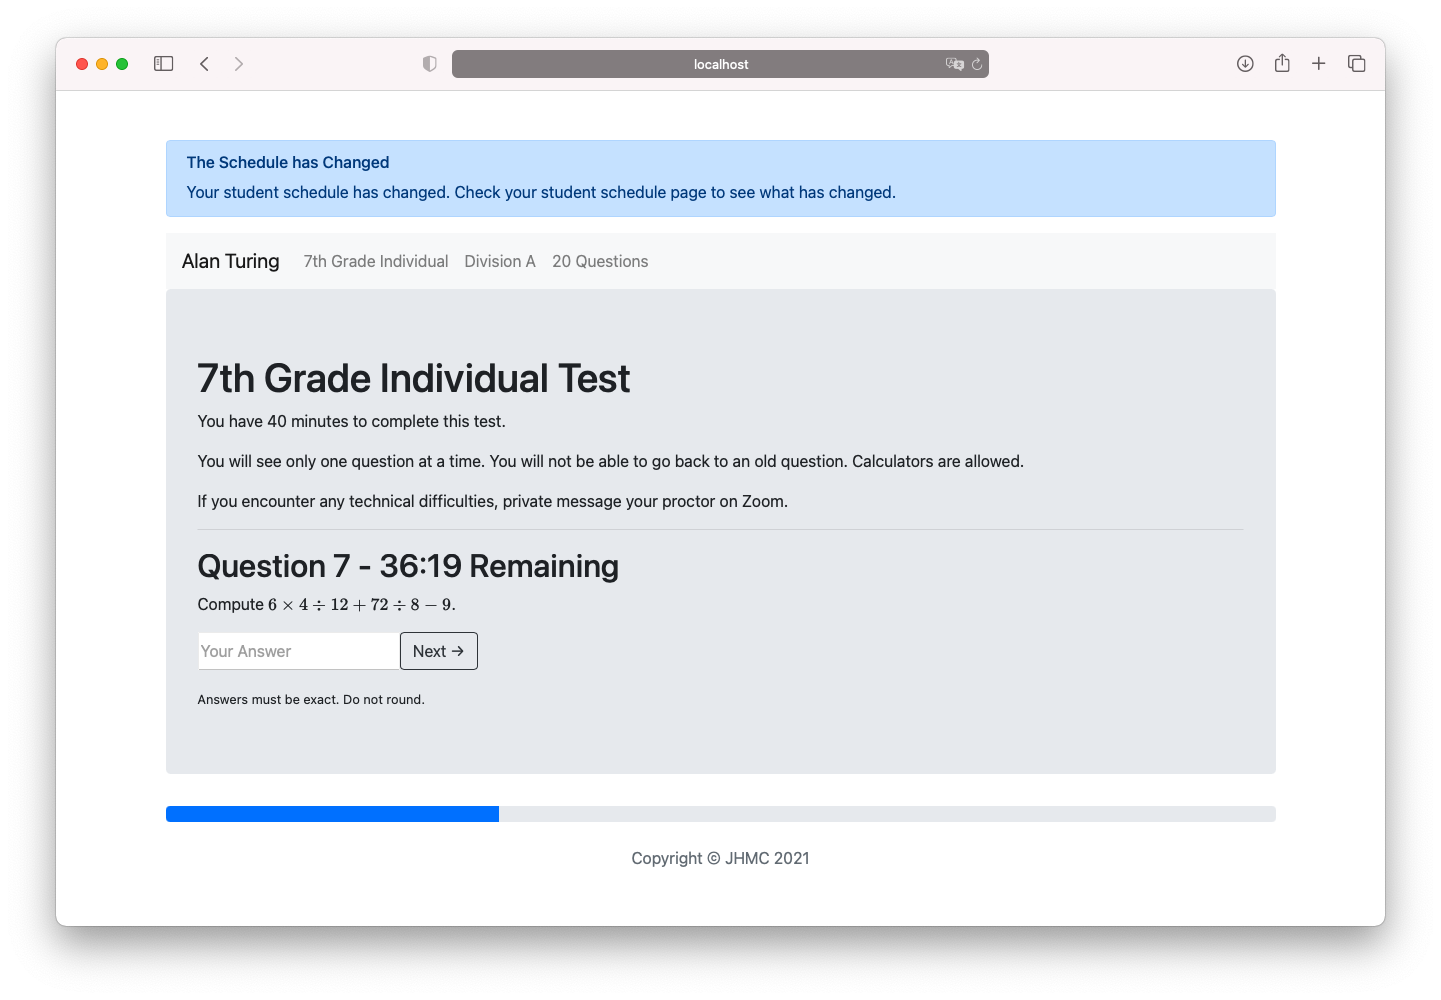 localhost
The Schedule has Changed
Your student schedule has changed. Check your student schedule page to see what has changed.
Alan Turing 7th Grade Individual Division A 20 Questions
7th Grade Individual Test
You have 40 minutes to complete this test.
You will see only one question at a time. You will not be able to go back to an old question. Calculators are allowed.
If you encounter any technical difficulties, private message your proctor on Zoom.
Question 7 - 36:19 Remaining
Compute 6 × 4 ÷ 12 + 72 ÷ 8 − 9.
Your Answer Next →
Answers must be exact. Do not round.
Copyright © JHMC 2021